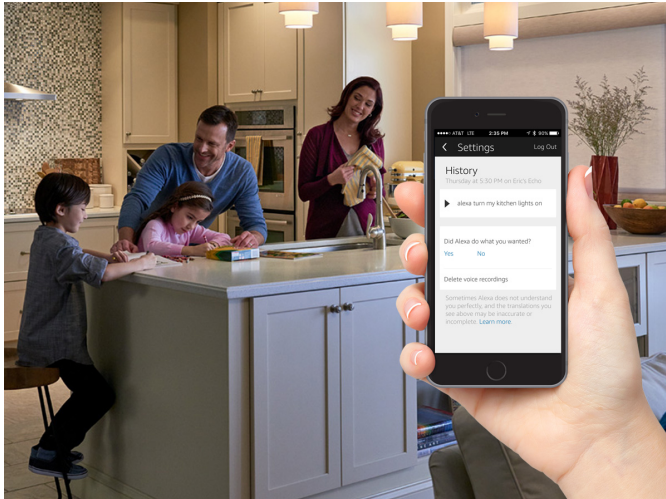 AT&T LTE 2:35 PM 90%
Settings Log Out
History
Thursday at 5:30 PM on Eric's Echo
alexa turn my kitchen lights on
Did Alexa do what you wanted?
Yes No
Delete voice recordings
Sometimes Alexa does not understand
you perfectly, and the translations you
see above may be inaccurate or
incomplete. Learn more